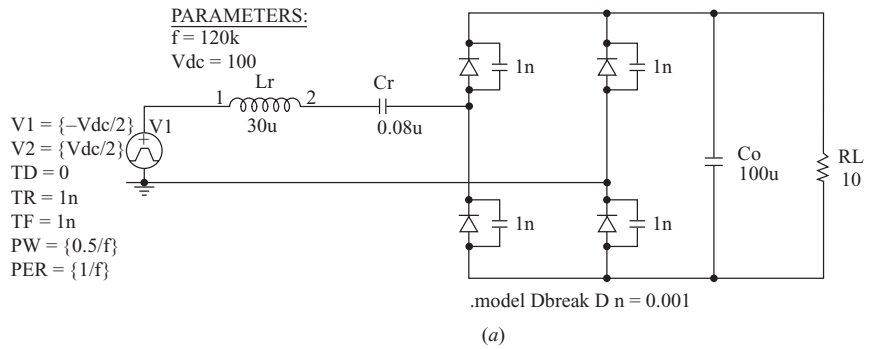 PARAMETERS:
f = 120k
Vdc = 100
Lr
1
2
30u
Cr
0.08u
V1 = {–Vdc/2}
V2 = {Vdc/2}
TD = 0
TR = 1n
TF = 1n
PW = {0.5/f}
PER = {1/f}
V1
+
–
1n
1n
1n
1n
Co
100u
RL
10
.model Dbreak D n = 0.001
(a)